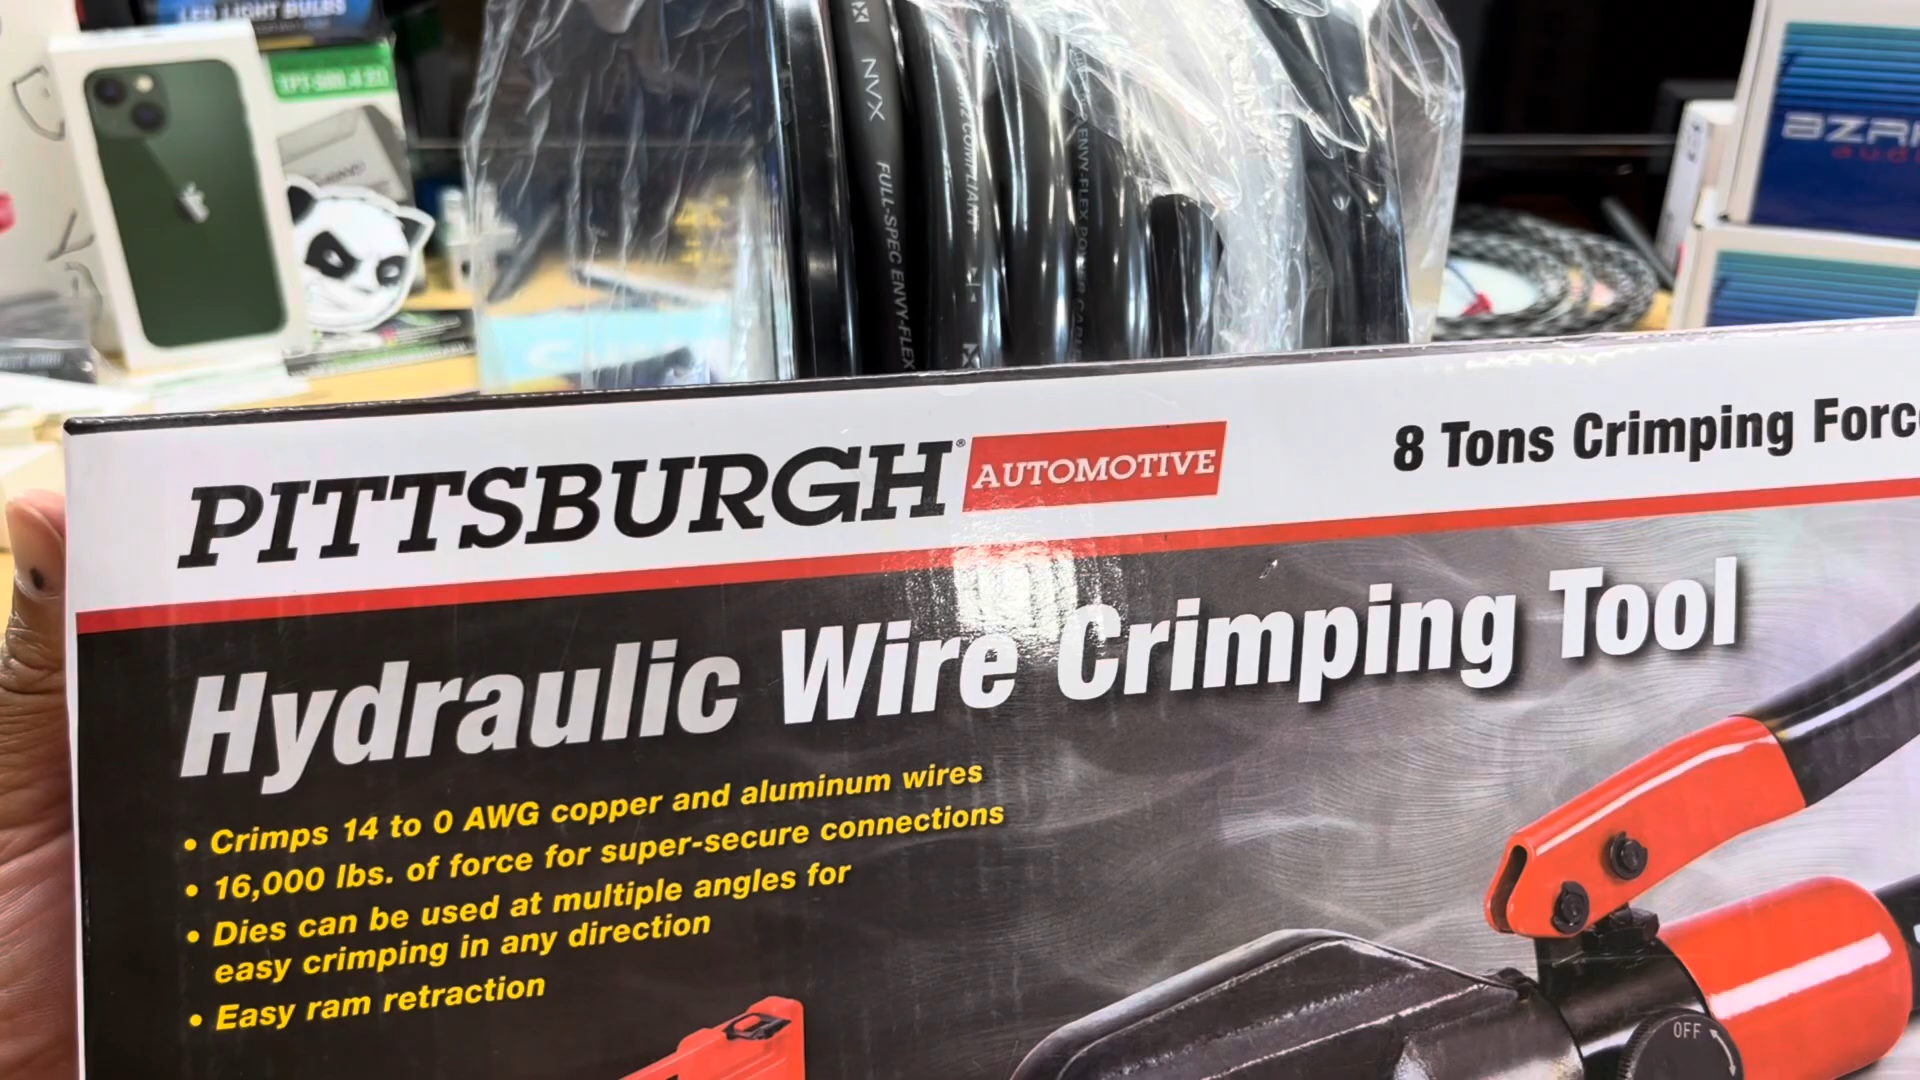 LED LIGHT BULBS
NVX
FULL-SPEC ENVY-FLEX
ENVY-FLEX POWER CABLE
PITTSBURGH® AUTOMOTIVE
8 Tons Crimping
Hydraulic Wire Crimping Tool
• Crimps 14 to 0 AWG copper and aluminum wires
• 16,000 lbs. of force for super-secure connections
• Dies can be used at multiple angles for
easy crimping in any direction
• Easy ram retraction
OFF